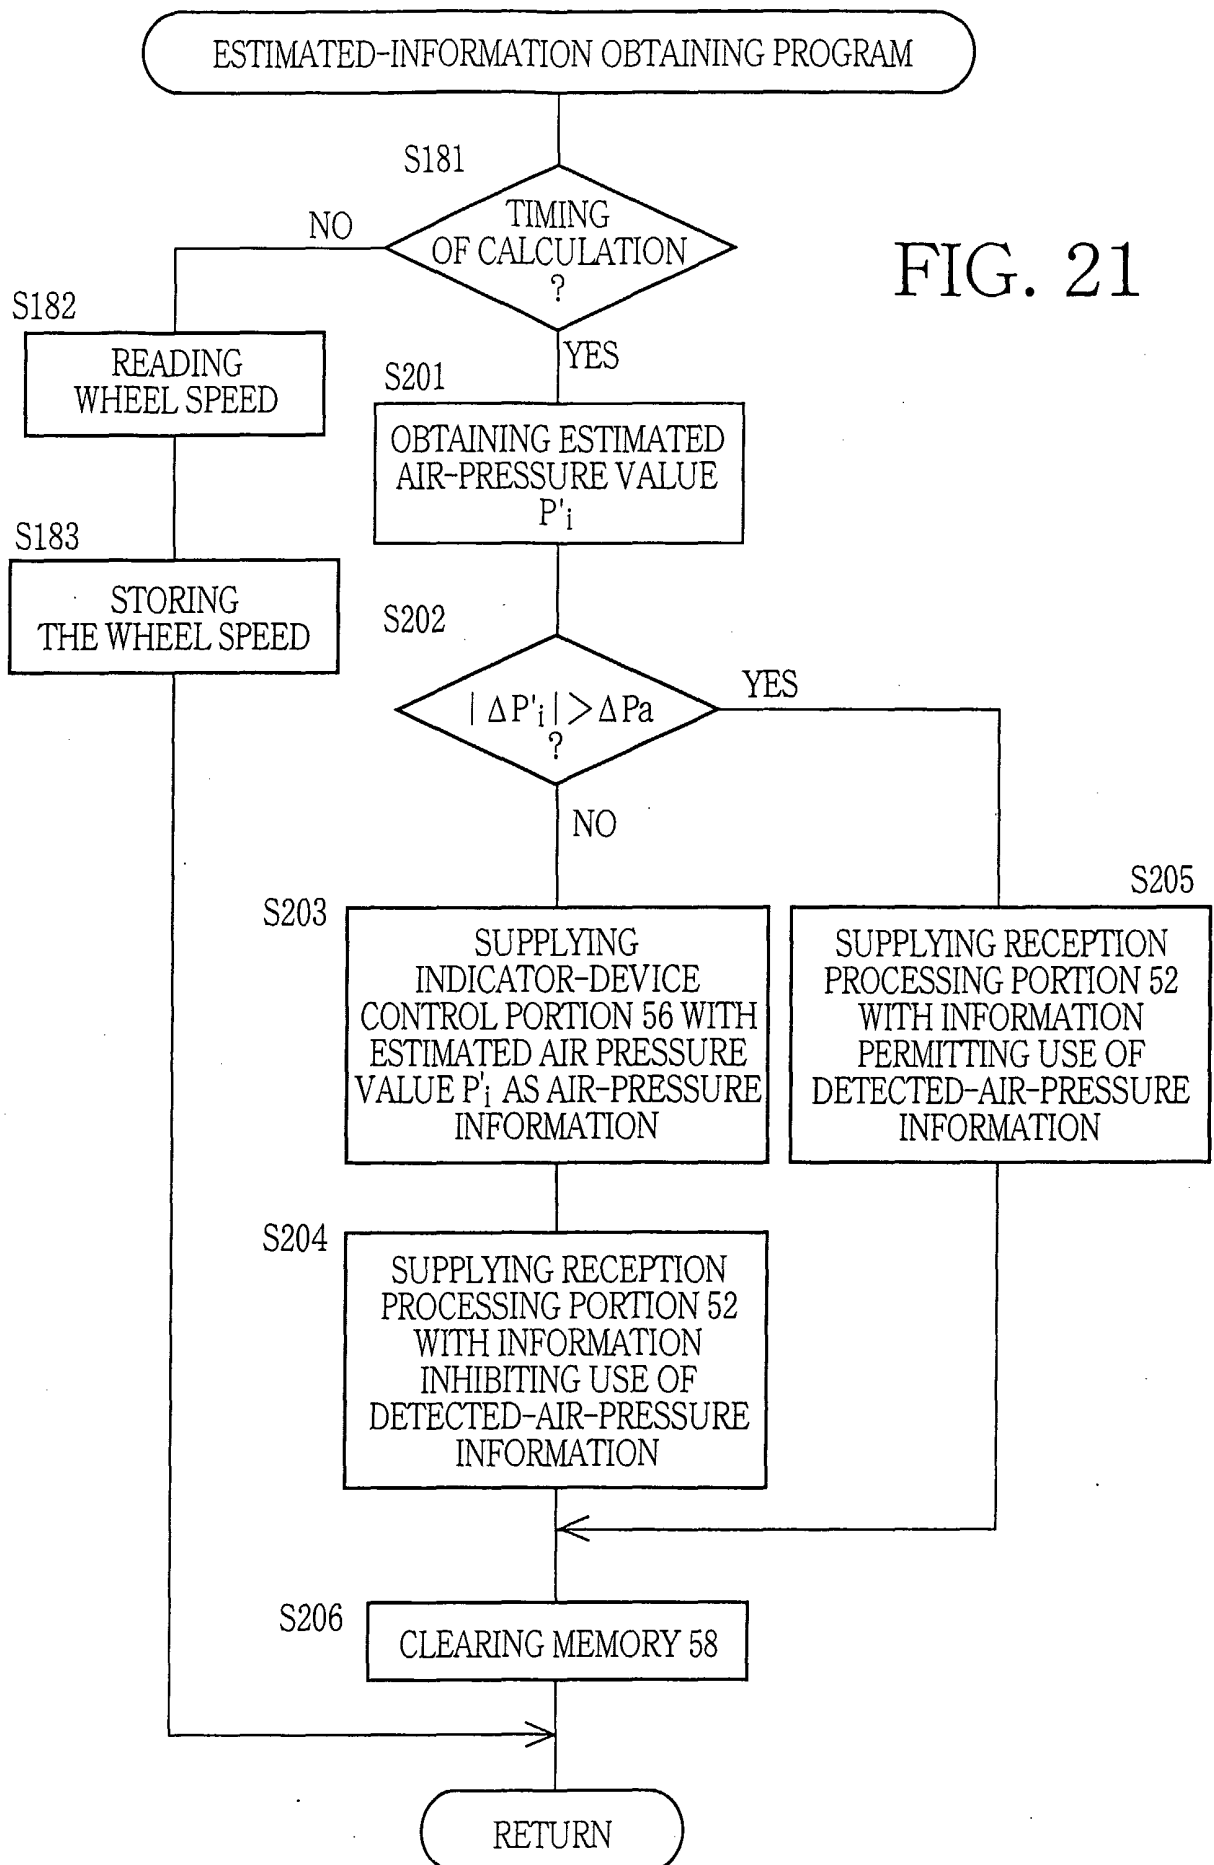 ESTIMATED-INFORMATION OBTAINING PROGRAM
S181
TIMING
OF CALCULATION
?
NO
YES
FIG. 21
S182
READING
WHEEL SPEED
S183
STORING
THE WHEEL SPEED
S201
OBTAINING ESTIMATED
AIR-PRESSURE VALUE
P'i
S202
| ΔP'i | > ΔPa
?
YES
NO
S203
SUPPLYING
INDICATOR-DEVICE
CONTROL PORTION 56 WITH
ESTIMATED AIR PRESSURE
VALUE P'i AS AIR-PRESSURE
INFORMATION
S205
SUPPLYING RECEPTION
PROCESSING PORTION 52
WITH INFORMATION
PERMITTING USE OF
DETECTED-AIR-PRESSURE
INFORMATION
S204
SUPPLYING RECEPTION
PROCESSING PORTION 52
WITH INFORMATION
INHIBITING USE OF
DETECTED-AIR-PRESSURE
INFORMATION
S206
CLEARING MEMORY 58
RETURN